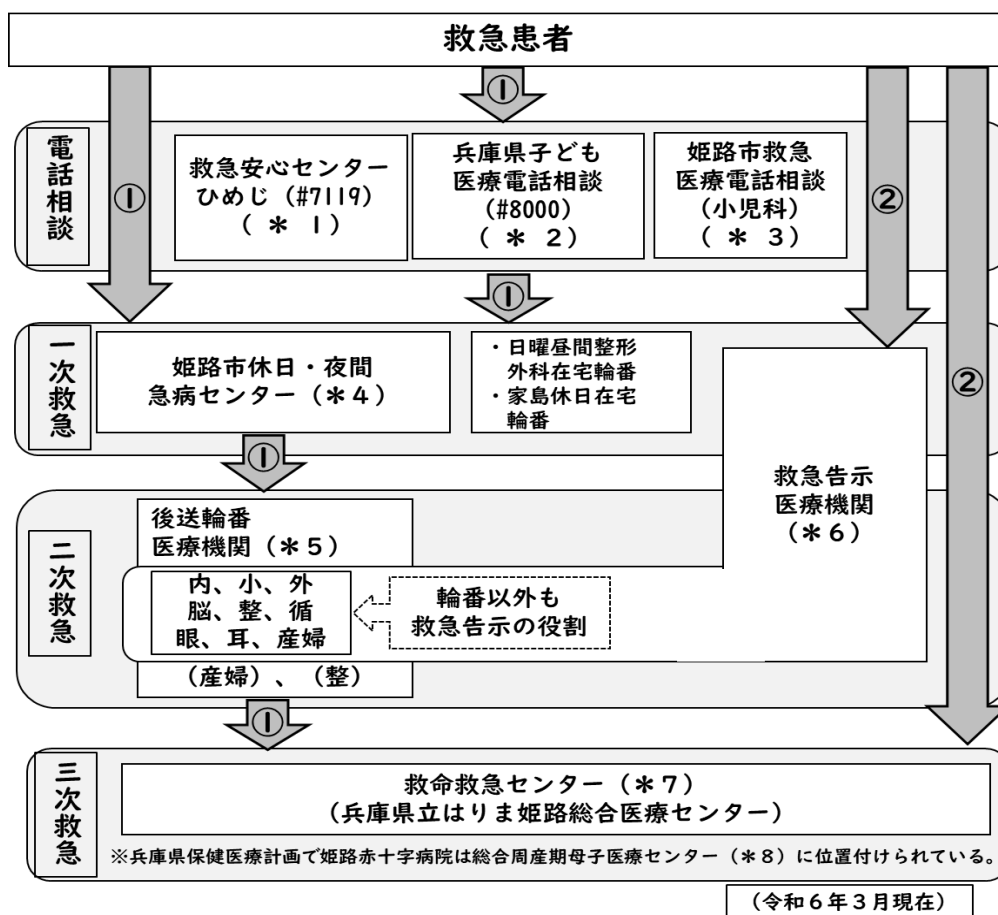 救急患者
①
①
②
②
電話相談
救急安心センター
ひめじ（#7119）
（＊１）
兵庫県子ども
医療電話相談
（#8000）
（＊２）
姫路市救急
医療電話相談
（小児科）
（＊３）
①
一次救急
姫路市休日・夜間
急病センター（＊４）
・日曜昼間整形
外科在宅輪番
・家島休日在宅
輪番
救急告示
医療機関
（＊６）
①
二次救急
後送輪番
医療機関（＊５）
内、小、外
脳、整、循
眼、耳、産婦
（産婦）、（整）
輪番以外も
救急告示の役割
①
三次救急
救命救急センター（＊７）
（兵庫県立はりま姫路総合医療センター）
※兵庫県保健医療計画で姫路赤十字病院は総合周産期母子医療センター（＊８）に位置付けられている。
（令和６年３月現在）